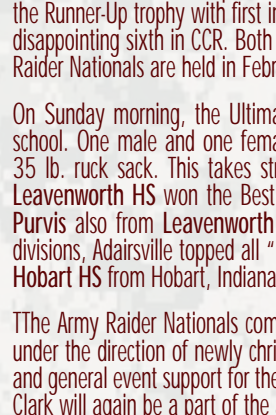 the Runner-Up trophy with first in
disappointing sixth in CCR. Both
Raider Nationals are held in Febr
On Sunday morning, the Ultima
school. One male and one fema
35 lb. ruck sack. This takes str
Leavenworth HS won the Best
Purvis also from Leavenworth
divisions, Adairsville topped all "
Hobart HS from Hobart, Indiana
TThe Army Raider Nationals com
under the direction of newly chri
and general event support for the
Clark will again be a part of the